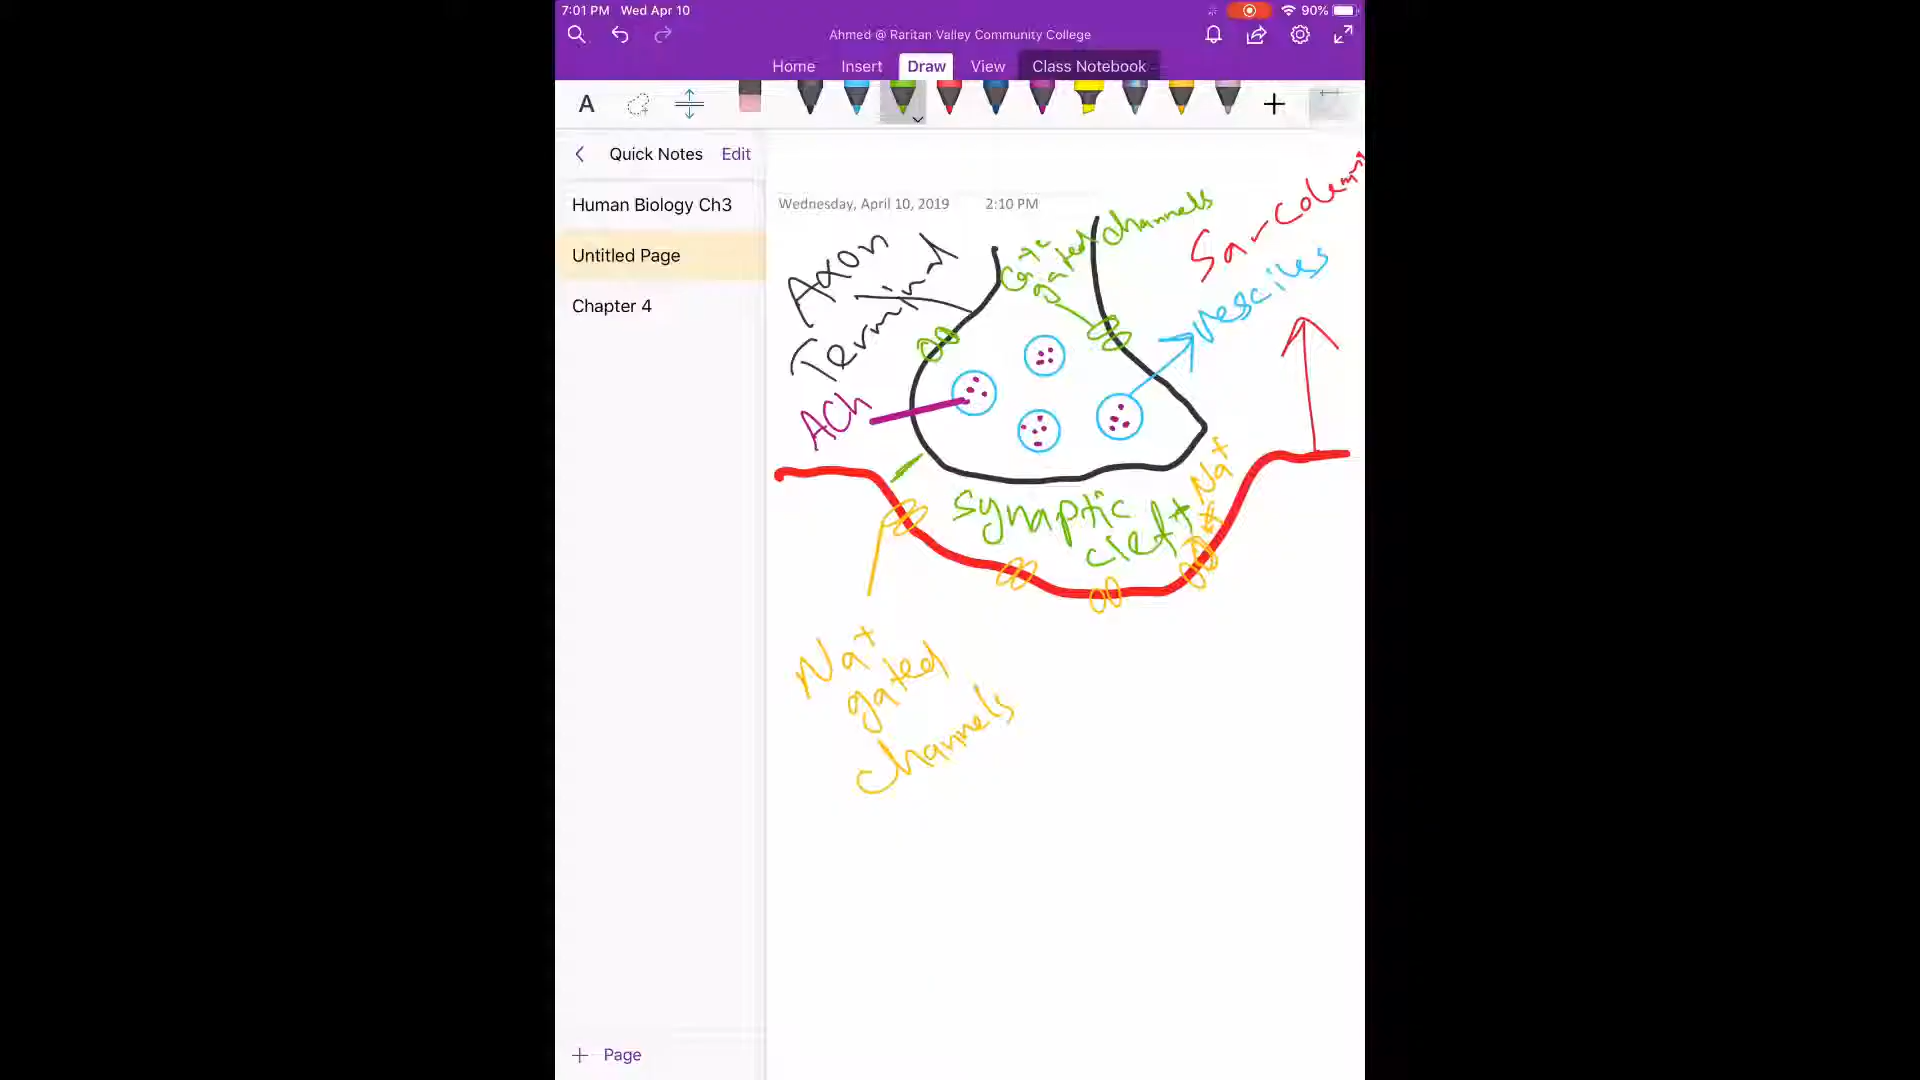 7:01 PM Wed Apr 10
90%
Ahmed @ Raritan Valley Community College
Home Insert Draw View Class Notebook
A
Quick Notes Edit
Human Biology Ch3
Untitled Page
Chapter 4
Page
Wednesday, April 10, 2019 2:10 PM
Axon
Terminal
gated channels
Vesciles
ACh
synaptic
cleft
Na+
Na+
gated
channels